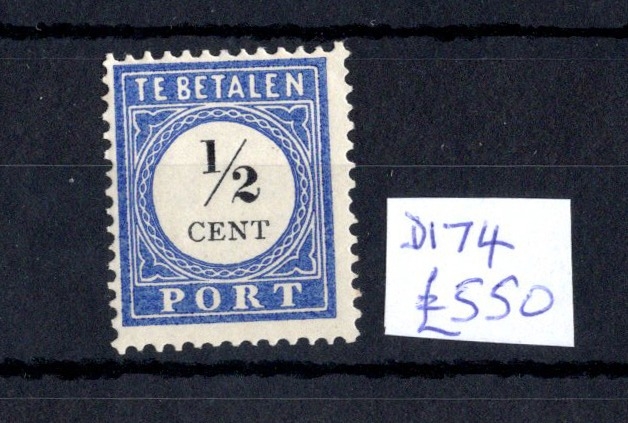 TE BETALEN
1/2
CENT
PORT
D174
£550